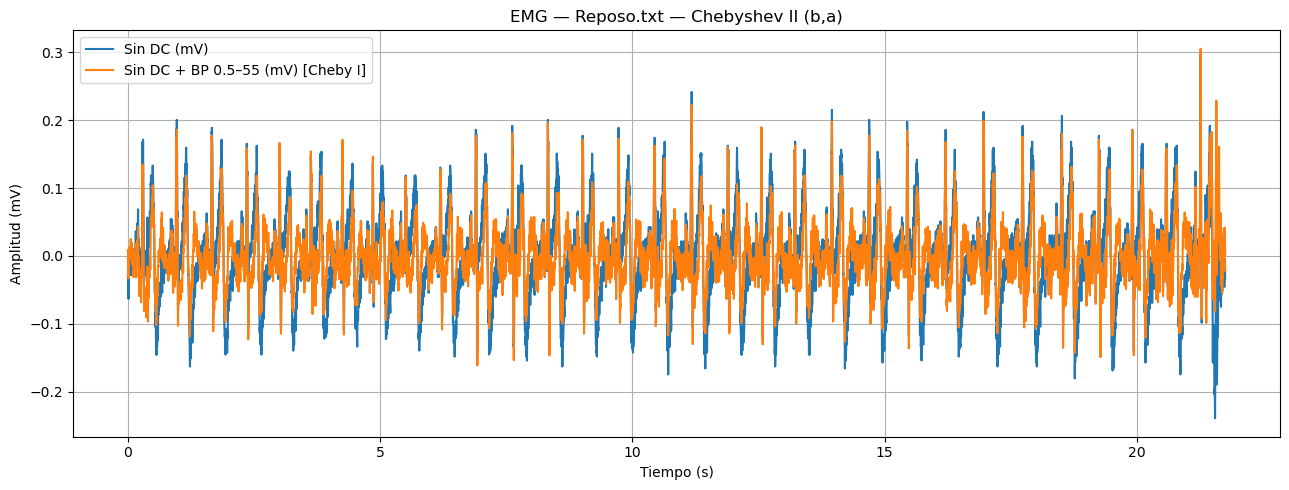 EMG — Reposo.txt — Chebyshev II (b,a)
Sin DC (mV)
Sin DC + BP 0.5–55 (mV) [Cheby I]
Amplitud (mV)
0.3
0.2
0.1
0.0
−0.1
−0.2
0 5 10 15 20
Tiempo (s)